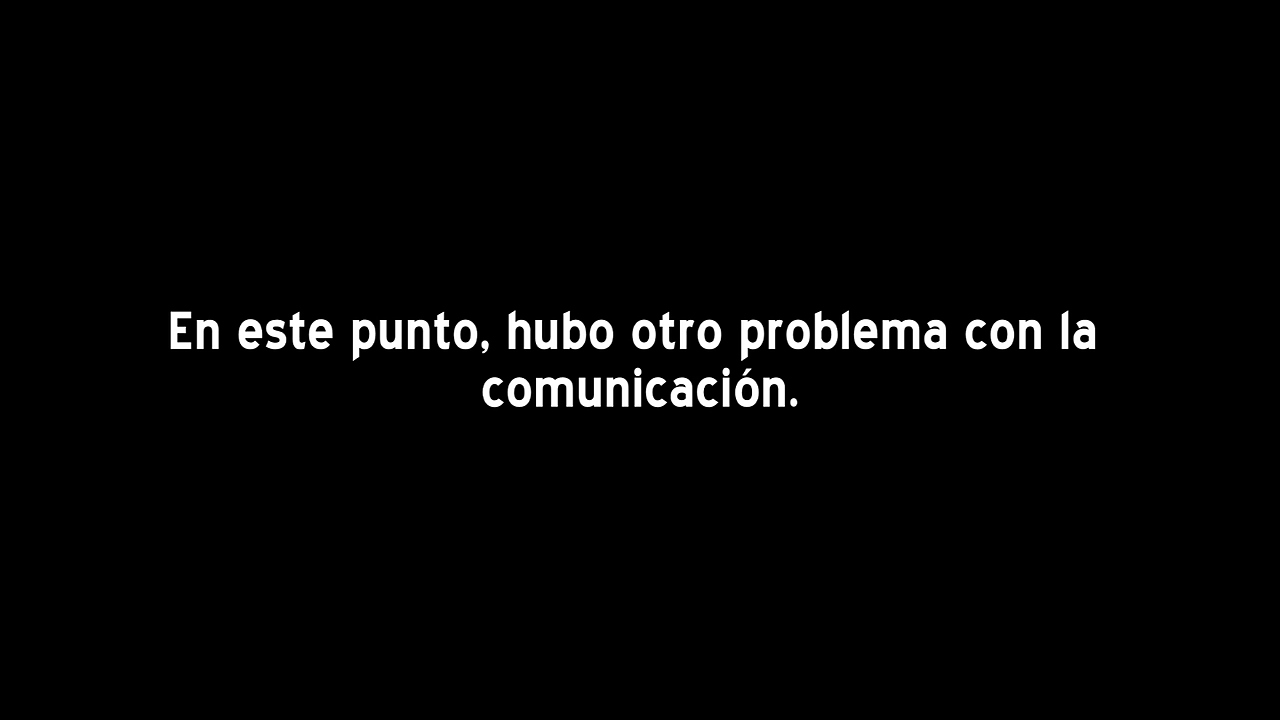 En este punto, hubo otro problema con la
comunicación.